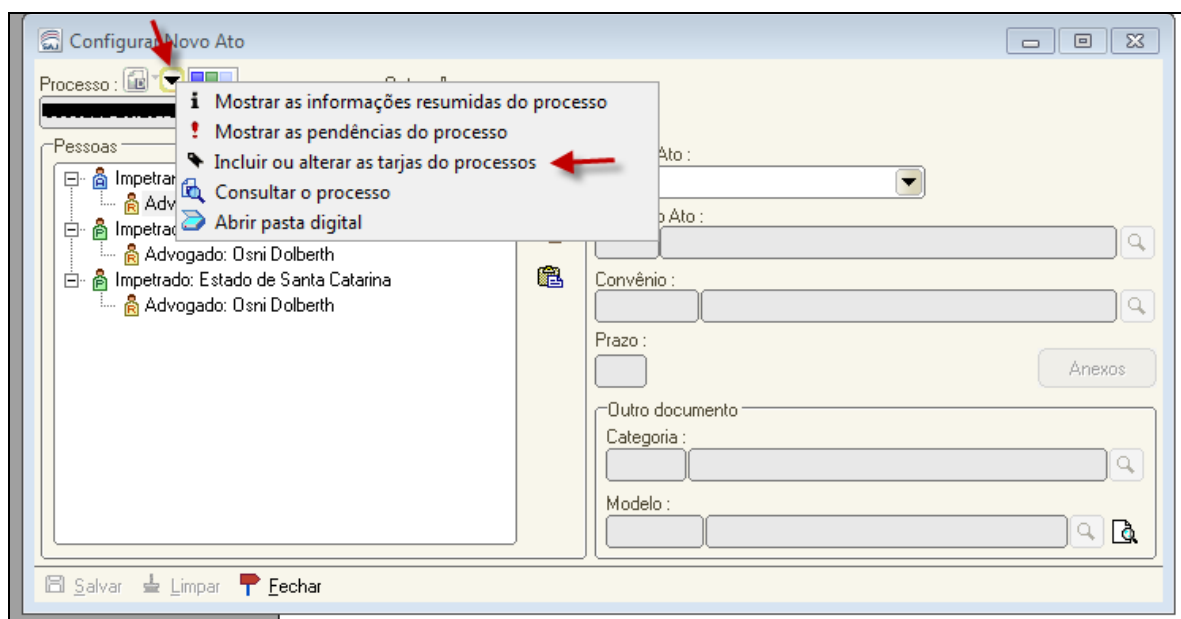 Configurar Novo Ato
Processo :
Mostrar as informações resumidas do processo
Mostrar as pendências do processo
Incluir ou alterar as tarjas do processos
Consultar o processo
Abrir pasta digital
Pessoas
Advogado: Osni Dolberth
Impetrado: Estado de Santa Catarina
Advogado: Osni Dolberth
Ato :
Ato :
Convênio :
Prazo :
Anexos
Outro documento
Categoria :
Modelo :
Salvar Limpar Fechar